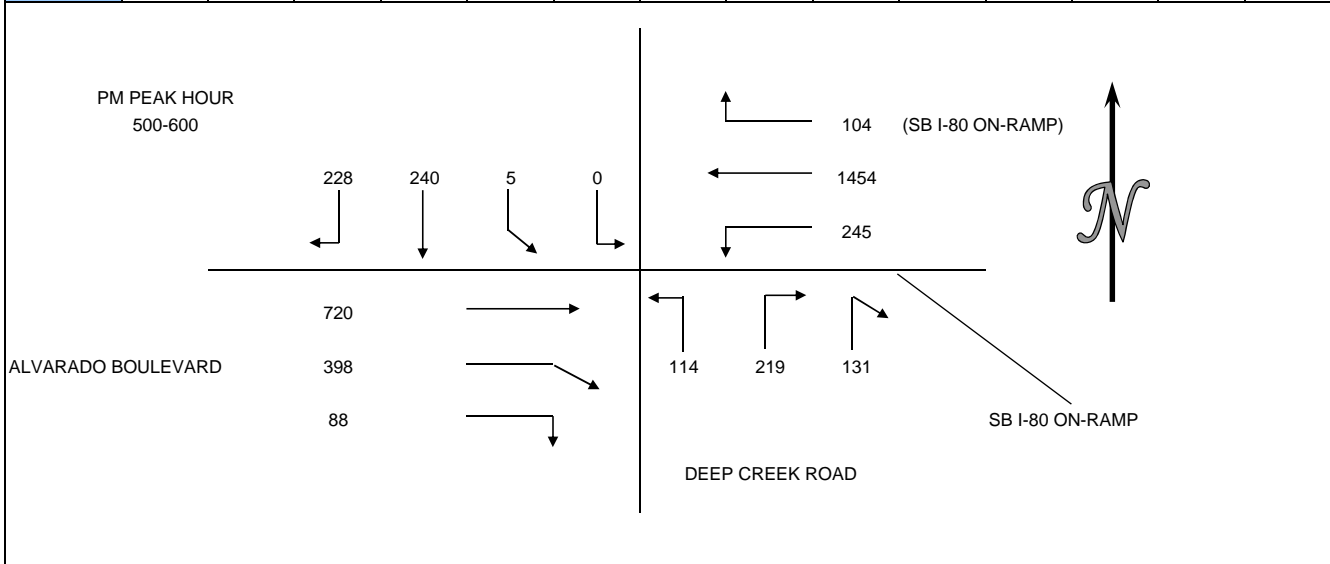 PM PEAK HOUR
500-600
104 (SB I-80 ON-RAMP)
228 240 5 0
1454
N
245
720
ALVARADO BOULEVARD 398
114 219 131
88
SB I-80 ON-RAMP
DEEP CREEK ROAD